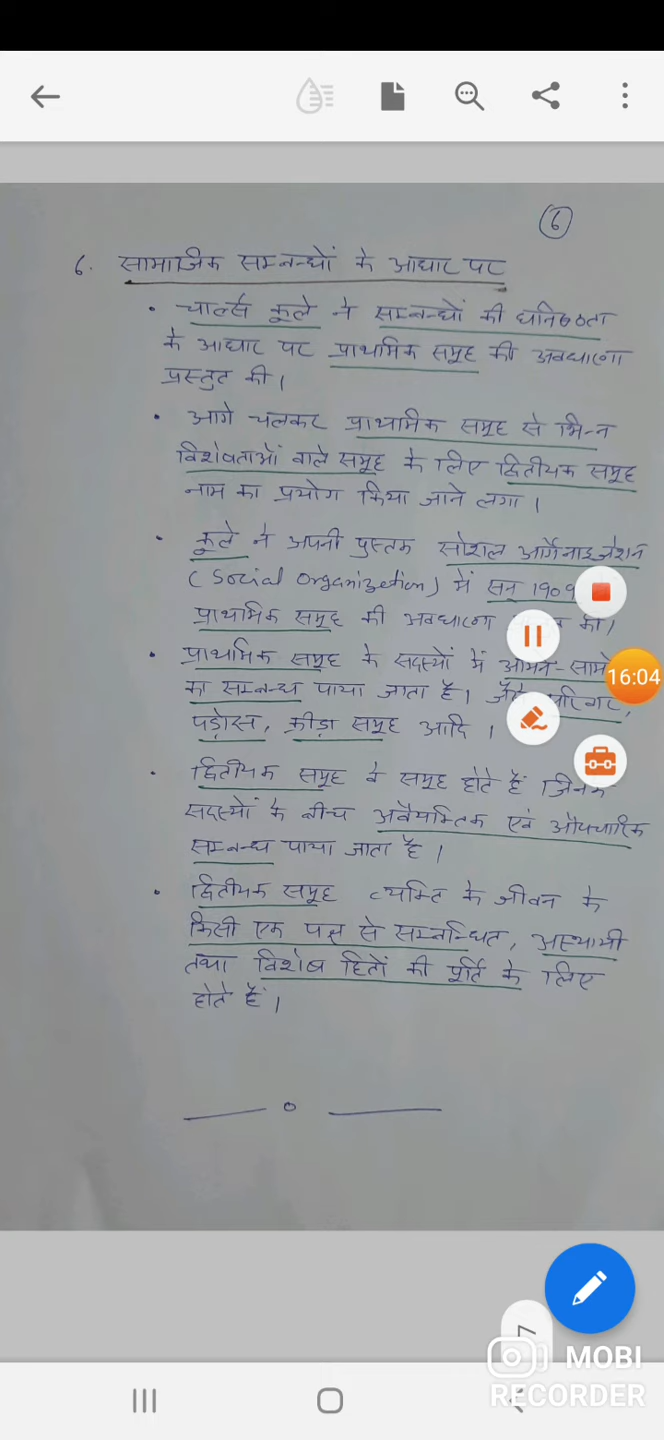 6
6. सामाजिक सम्बन्धों के आधार पर
• चार्ल्स कूले ने सम्बन्धों की घनिष्ठता
के आधार पर प्राथमिक समूह की अवधारणा
प्रस्तुत की।
• आगे चलकर प्राथमिक समूह से भिन्न
विशेषताओं वाले समूह के लिए द्वितीयक समूह
नाम का प्रयोग किया जाने लगा।
• कूले ने अपनी पुस्तक सोशल आर्गेनाइजेशन
(Social Organization) में सन् 1909
प्राथमिक समूह की अवधारणा की।
• प्राथमिक समूह के सदस्यों में आमने सामने
16:04
का सम्बन्ध पाया जाता है। जैसे परिवार,
पड़ोस, क्रीड़ा समूह आदि।
• द्वितीयक समूह वे समूह होते हैं जिनके
सदस्यों के बीच अवैयक्तिक एवं औपचारिक
सम्बन्ध पाया जाता है।
• द्वितीयक समूह व्यक्ति के जीवन के
किसी एक पक्ष से सम्बन्धित, अस्थायी
तथा विशेष हितों की पूर्ति के लिए
होते हैं।
MOBI
RECORDER